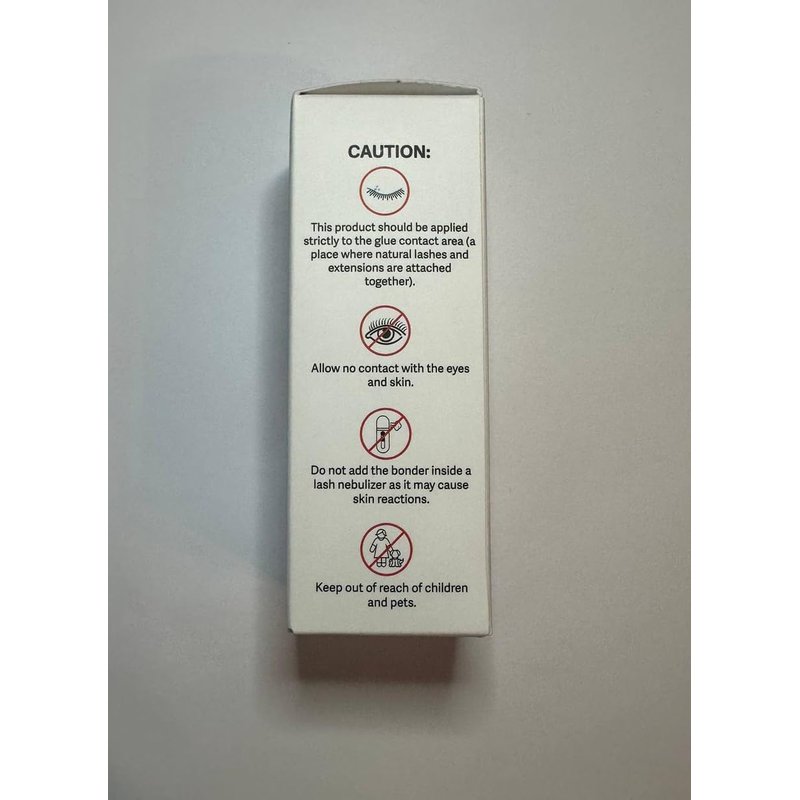 CAUTION:
This product should be applied
strictly to the glue contact area (a
place where natural lashes and
extensions are attached
together).
Allow no contact with the eyes
and skin.
Do not add the bonder inside a
lash nebulizer as it may cause
skin reactions.
Keep out of reach of children
and pets.